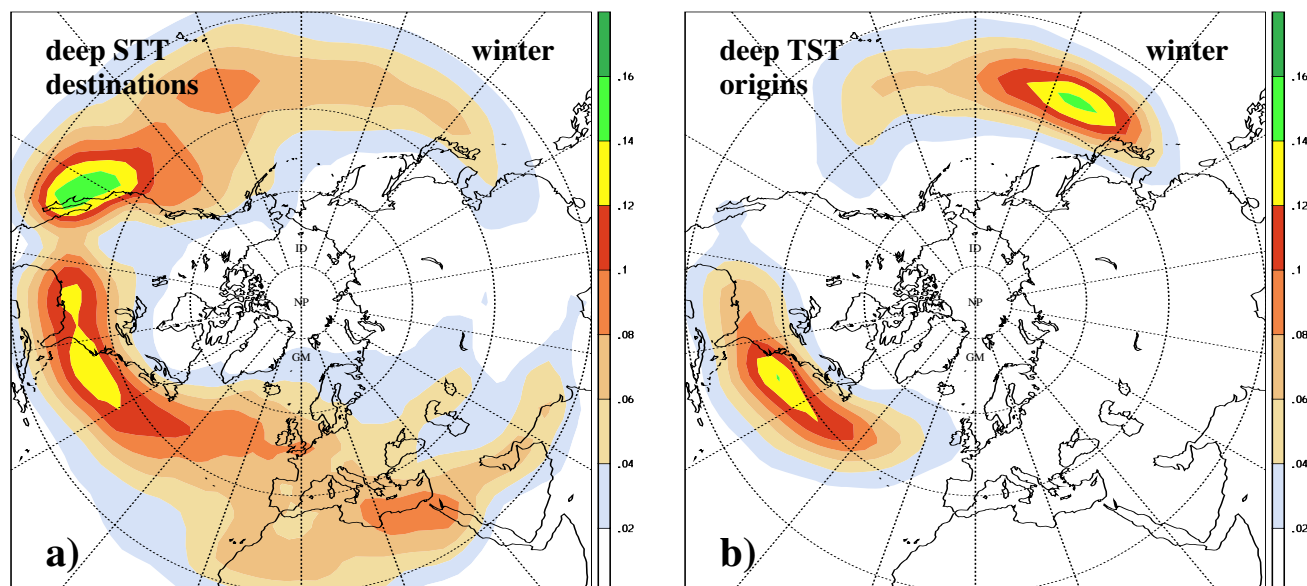 deep STT
destinations
winter
ID
NP
GM
a)
.16
.14
.12
.1
.08
.06
.04
.02
deep TST
origins
winter
ID
NP
GM
b)
.16
.14
.12
.1
.08
.06
.04
.02